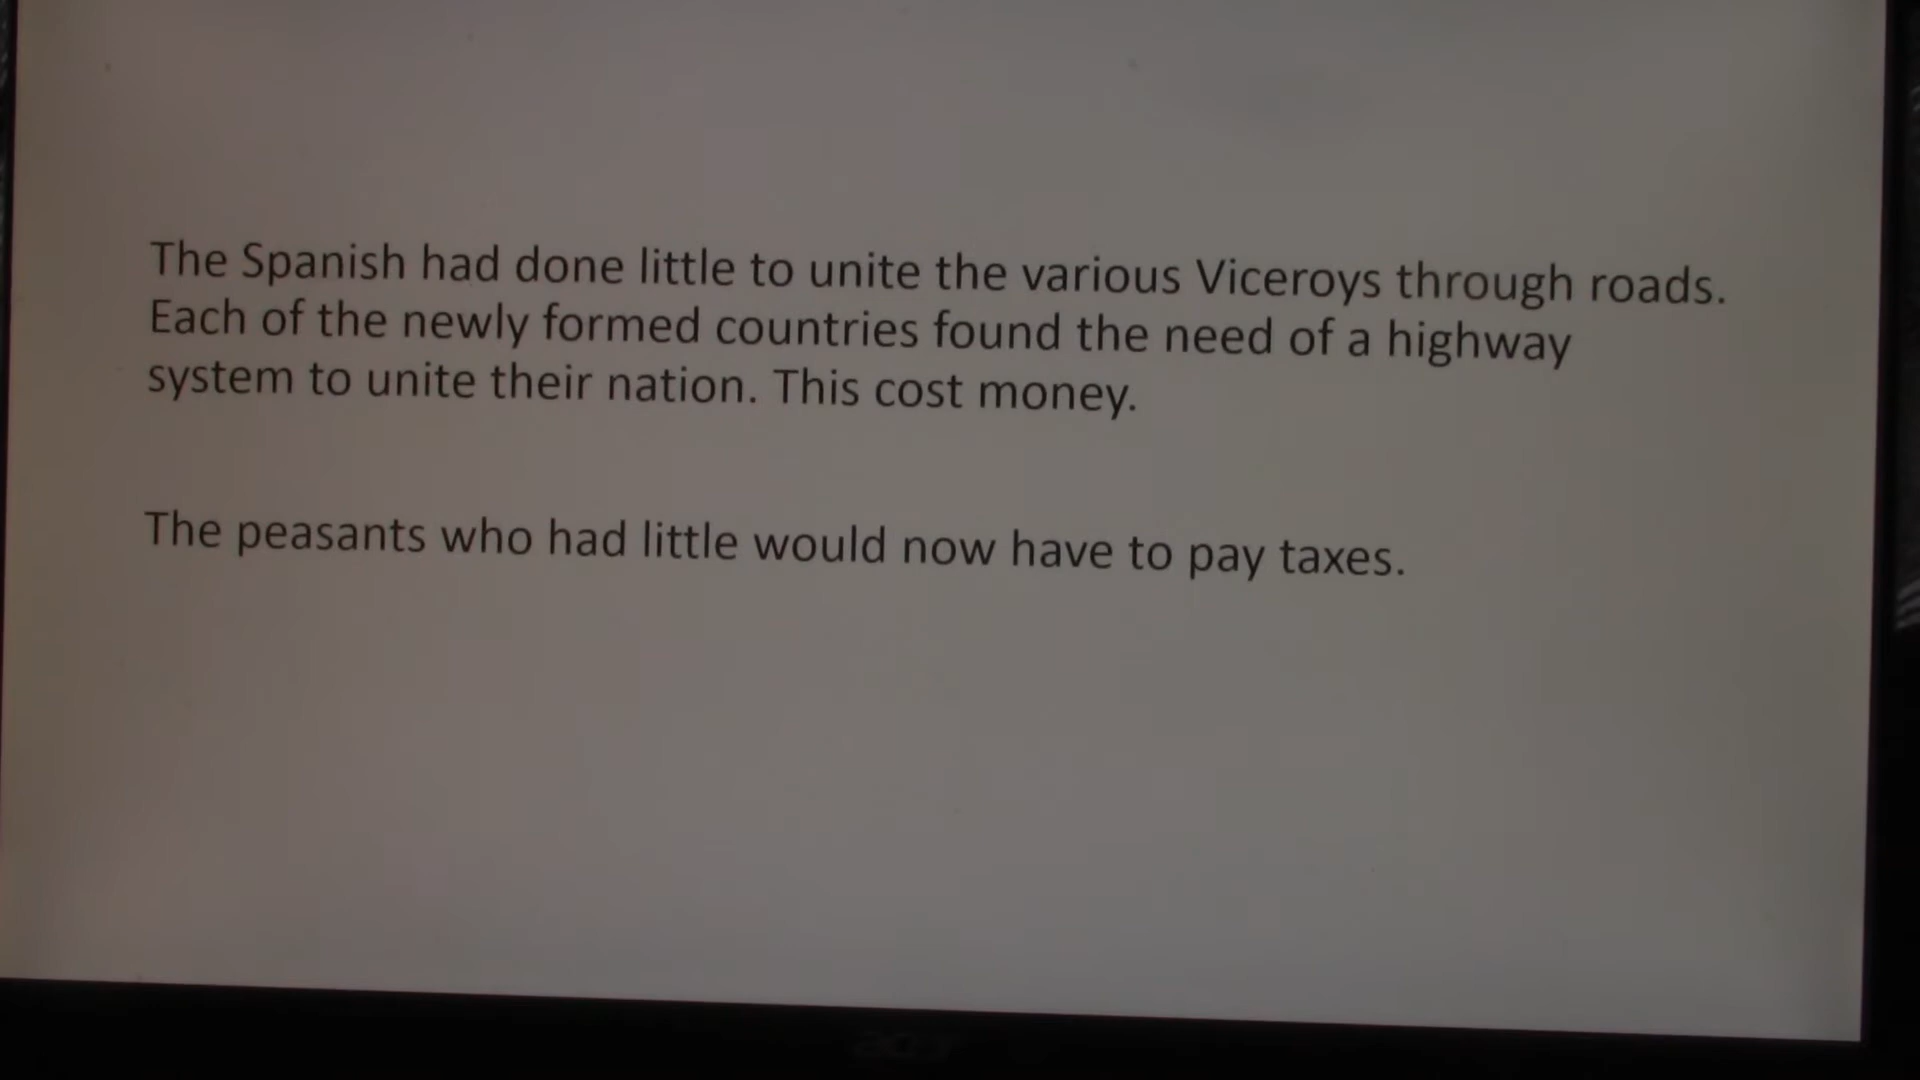 The Spanish had done little to unite the various Viceroys through roads.
Each of the newly formed countries found the need of a highway
system to unite their nation. This cost money.
The peasants who had little would now have to pay taxes.
acer